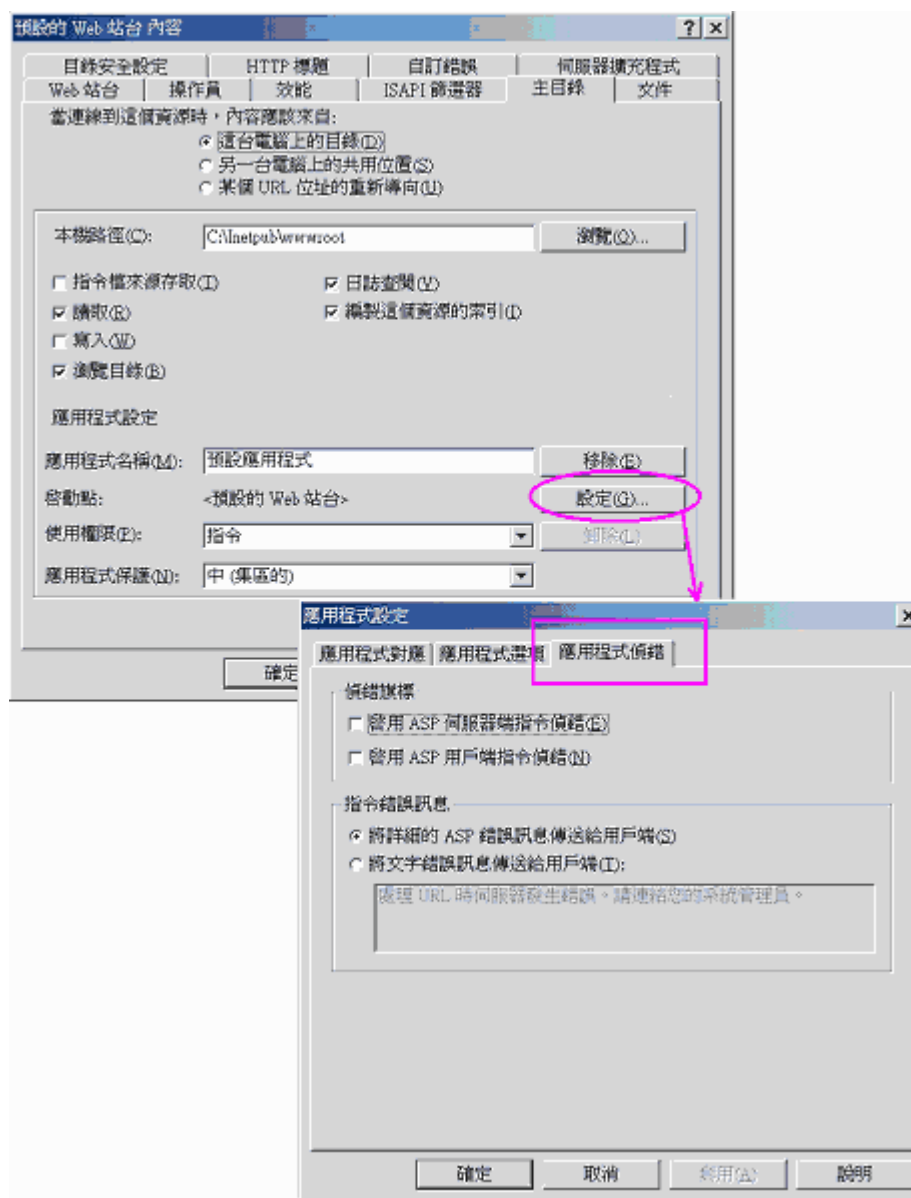 預設的 Web 站台 內容
目錄安全設定 HTTP 標題 自訂錯誤 伺服器擴充程式
Web 站台 操作員 效能 ISAPI 篩選器 主目錄 文件
當連線到這個資源時，內容應該來自:
這台電腦上的目錄(D)
另一台電腦上的共用位置(S)
某個 URL 位址的重新導向(U)
本機路徑(C): C:\Inetpub\wwwroot 瀏覽(O)...
指令檔來源存取(T) 日誌查閱(V)
讀取(R) 編製這個資源的索引(I)
寫入(W)
瀏覽目錄(B)
應用程式設定
應用程式名稱(M): 預設應用程式 移除(E)
啓動點: <預設的 Web 站台> 設定(G)...
使用權限(P): 指令 卸除(L)
應用程式保護(N): 中 (集區的)
確定
應用程式設定
應用程式對應 應用程式選項 應用程式偵錯
偵錯旗標
啓用 ASP 伺服器端指令偵錯(E)
啓用 ASP 用戶端指令偵錯(N)
指令錯誤訊息
將詳細的 ASP 錯誤訊息傳送給用戶端(S)
將文字錯誤訊息傳送給用戶端(T):
處理 URL 時伺服器發生錯誤。請連絡您的系統管理員。
確定 取消 套用(A) 說明